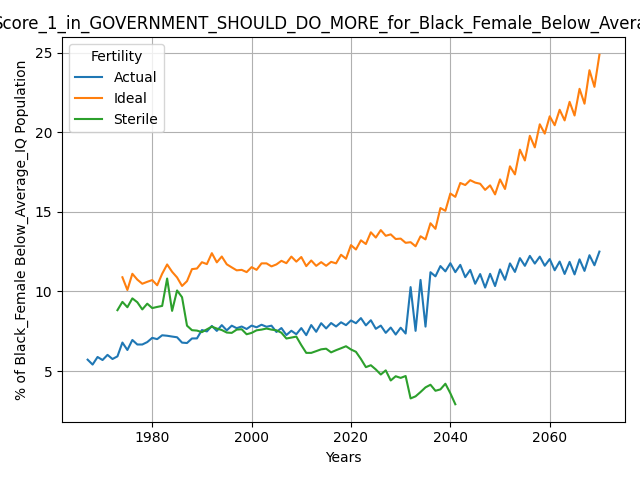 Score_1_in_GOVERNMENT_SHOULD_DO_MORE_for_Black_Female_Below_Avera
Fertility
Actual
Ideal
Sterile
% of Black_Female Below_Average_IQ Population
25
20
15
10
5
1980 2000 2020 2040 2060
Years